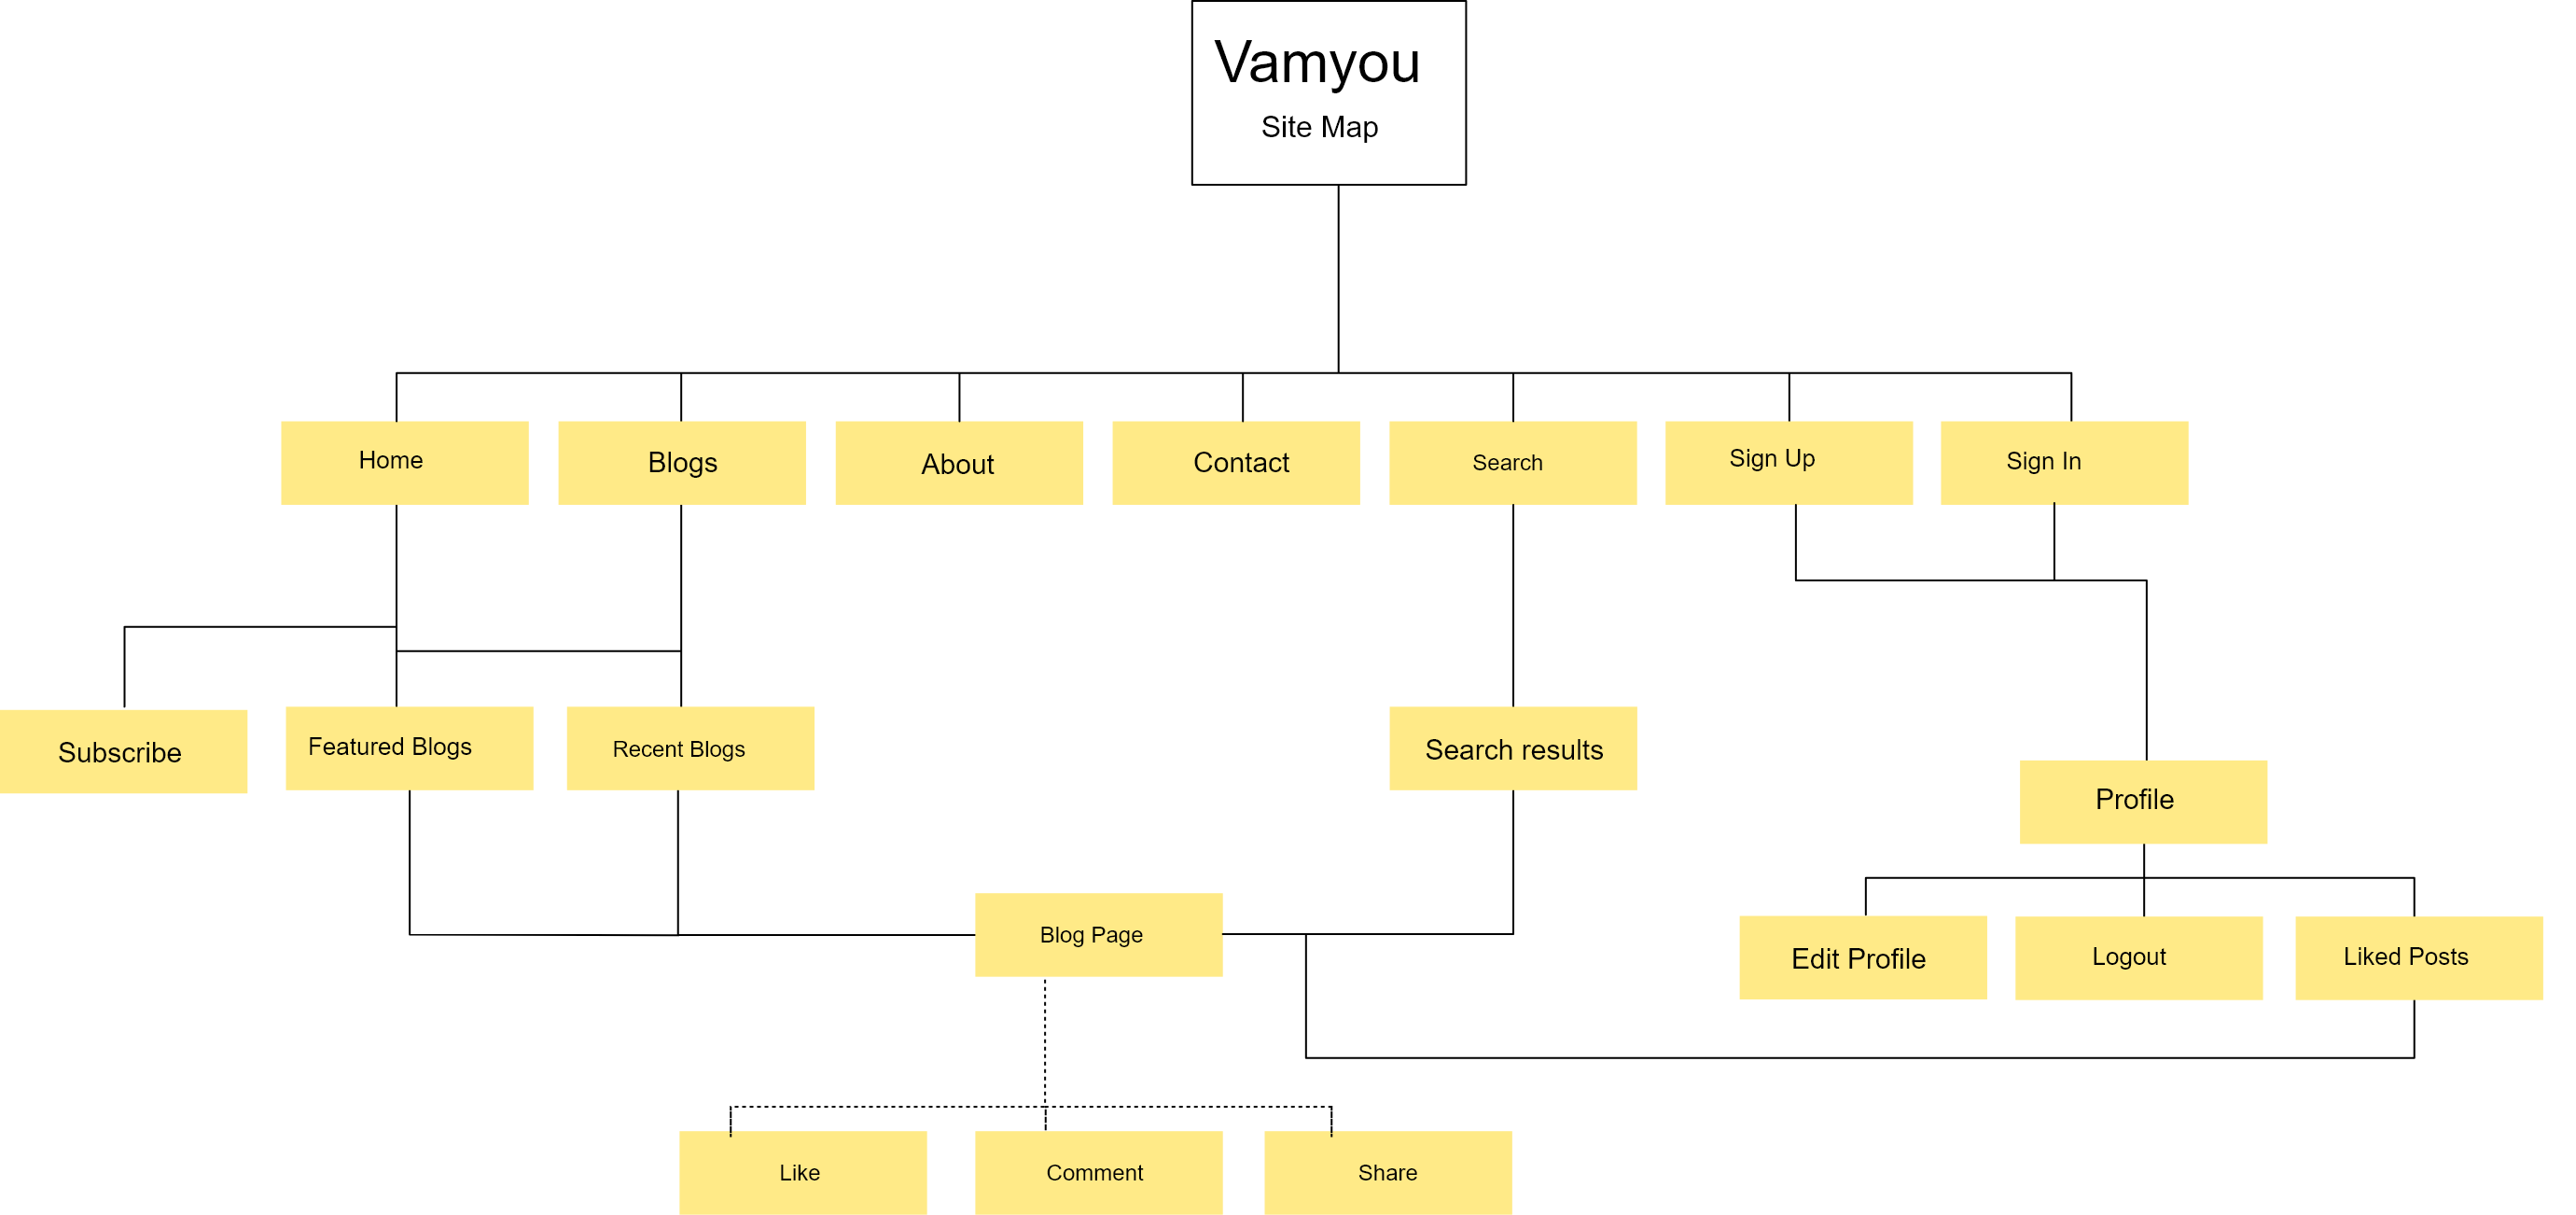 Vamyou
Site Map
Home
Blogs
About
Contact
Search
Sign Up
Sign In
Subscribe
Featured Blogs
Recent Blogs
Search results
Profile
Blog Page
Edit Profile
Logout
Liked Posts
Like
Comment
Share